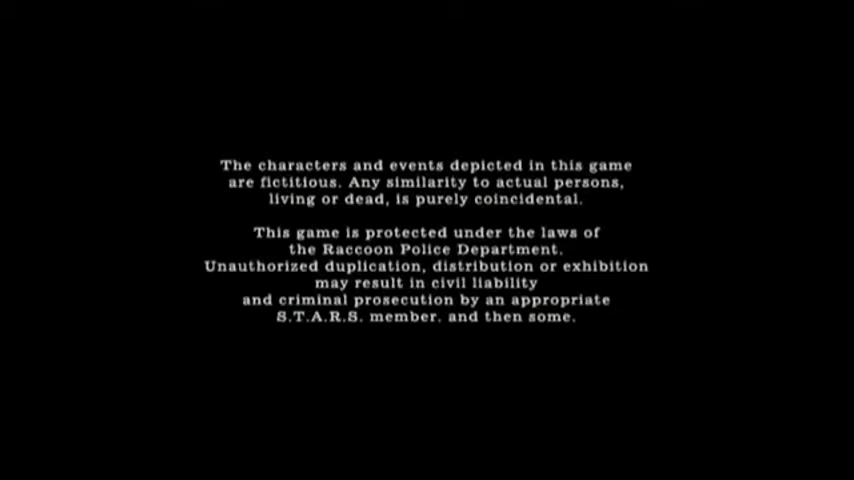 The characters and events depicted in this game
are fictitious. Any similarity to actual persons,
living or dead, is purely coincidental.
This game is protected under the laws of
the Raccoon Police Department.
Unauthorized duplication, distribution or exhibition
may result in civil liability
and criminal prosecution by an appropriate
S.T.A.R.S. member. and then some.